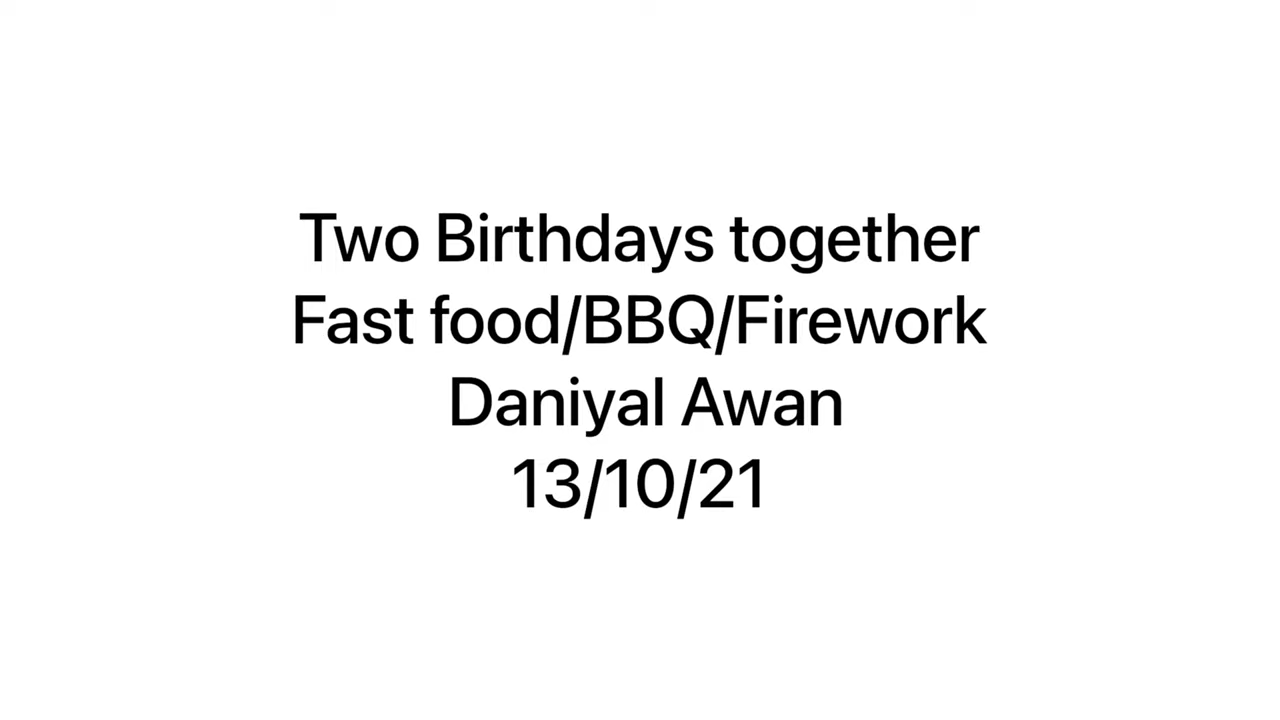 Two Birthdays together
Fast food/BBQ/Firework
Daniyal Awan
13/10/21